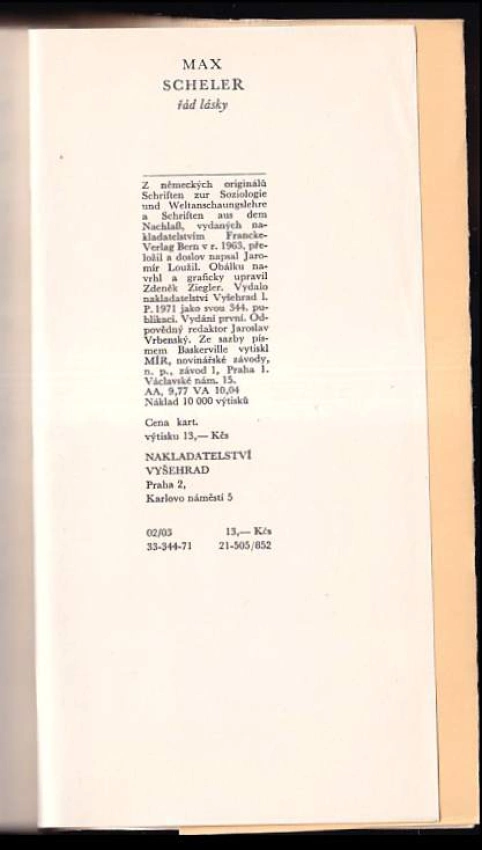 MAX
SCHELER
řád lásky
Z německých originálů
Schriften zur Soziologie
und Weltanschaungslehre
a Schriften aus dem
Nachlaß, vydaných na-
kladatelstvím Francke-
Verlag Bern v r. 1963, pře-
ložil a doslov napsal Jaro-
mír Loužil. Obálku na-
vrhl a graficky upravil
Zdeněk Ziegler. Vydalo
nakladatelství Vyšehrad l.
P. 1971 jako svou 344. pu-
blikaci. Vydání první. Od-
povědný redaktor Jaroslav
Vrbenský. Ze sazby pís-
mem Baskerville vytiskl
MÍR, novinářské závody,
n. p., závod 1, Praha 1.
Václavské nám. 15.
AA, 9,77 VA 10,04
Náklad 10 000 výtisků
Cena kart.
výtisku 13,— Kčs
NAKLADATELSTVÍ
VYŠEHRAD
Praha 2,
Karlovo náměstí 5
02/03 13,— Kčs
33-344-71 21-505/852